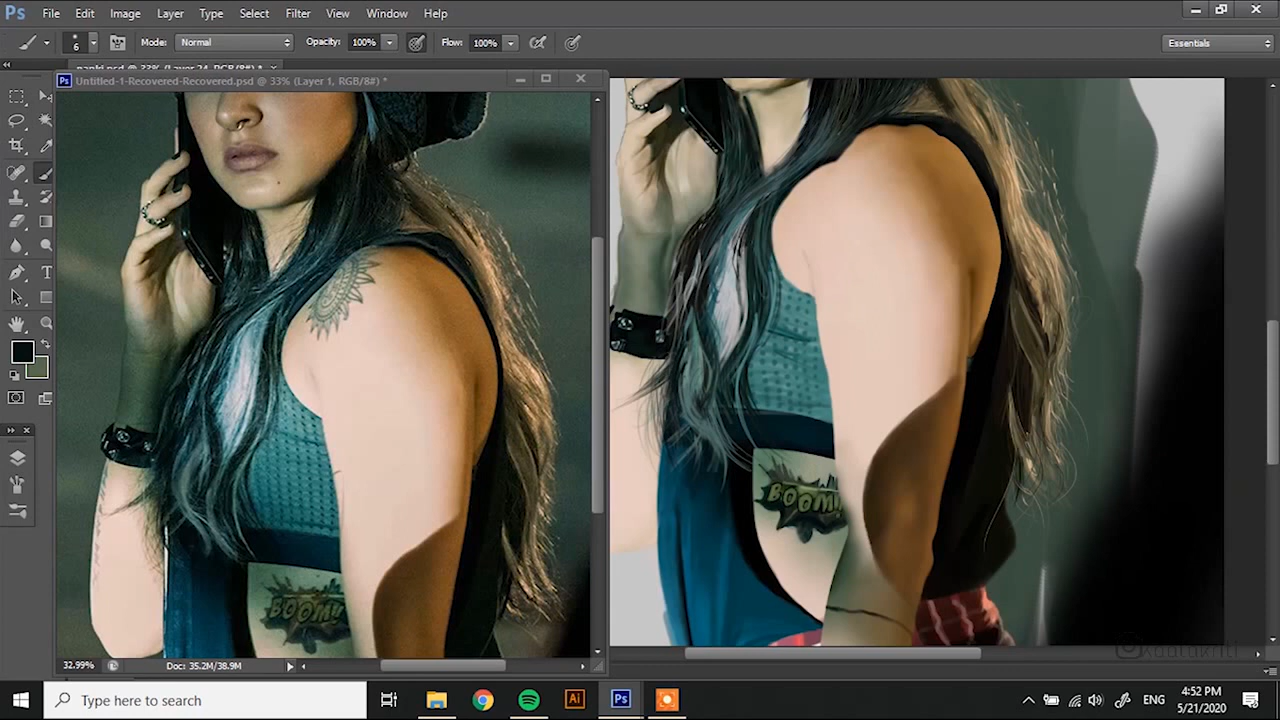 Ps File Edit Image Layer Type Select Filter View Window Help
6 Mode: Normal Opacity: 100% Flow: 100% Essentials
Ps Untitled-1-Recovered-Recovered.psd @ 33% (Layer 1, RGB/8#) *
BOOM!
BOOM!
32.99% Doc: 35.2M/38.9M
Type here to search Ai Ps ENG 4:52 PM
5/21/2020